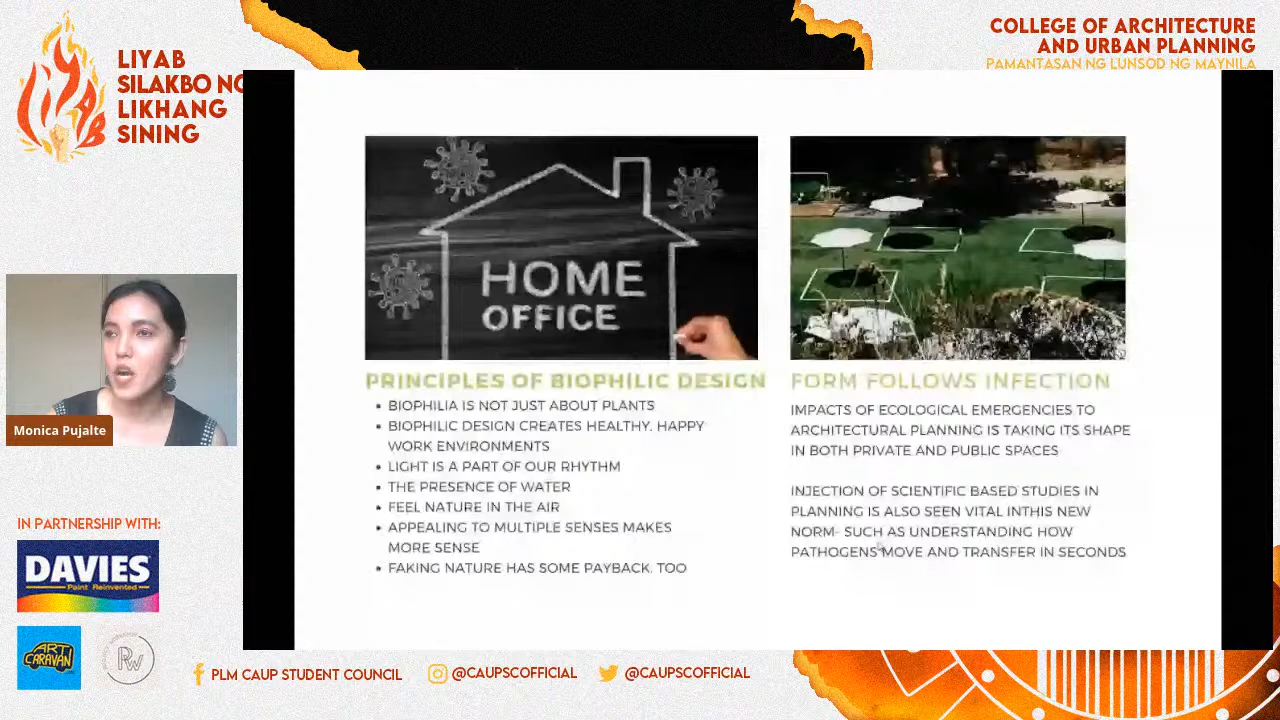 LIYAB
SILAKBO NG
LIKHANG
SINING
COLLEGE OF ARCHITECTURE
AND URBAN PLANNING
PAMANTASAN NG LUNSOD NG MAYNILA
HOME
OFFICE
PRINCIPLES OF BIOPHILIC DESIGN
• BIOPHILIA IS NOT JUST ABOUT PLANTS
• BIOPHILIC DESIGN CREATES HEALTHY, HAPPY
WORK ENVIRONMENTS
• LIGHT IS A PART OF OUR RHYTHM
• THE PRESENCE OF WATER
• FEEL NATURE IN THE AIR
• APPEALING TO MULTIPLE SENSES MAKES
MORE SENSE
• FAKING NATURE HAS SOME PAYBACK, TOO
FORM FOLLOWS INFECTION
IMPACTS OF ECOLOGICAL EMERGENCIES TO
ARCHITECTURAL PLANNING IS TAKING ITS SHAPE
IN BOTH PRIVATE AND PUBLIC SPACES
INJECTION OF SCIENTIFIC BASED STUDIES IN
PLANNING IS ALSO SEEN VITAL INTHIS NEW
NORM- SUCH AS UNDERSTANDING HOW
PATHOGENS MOVE AND TRANSFER IN SECONDS
Monica Pujalte
IN PARTNERSHIP WITH:
DAVIES
Paint Reinvented
ART
CARAVAN
PW
PLM CAUP STUDENT COUNCIL
@CAUPSCOFFICIAL
@CAUPSCOFFICIAL